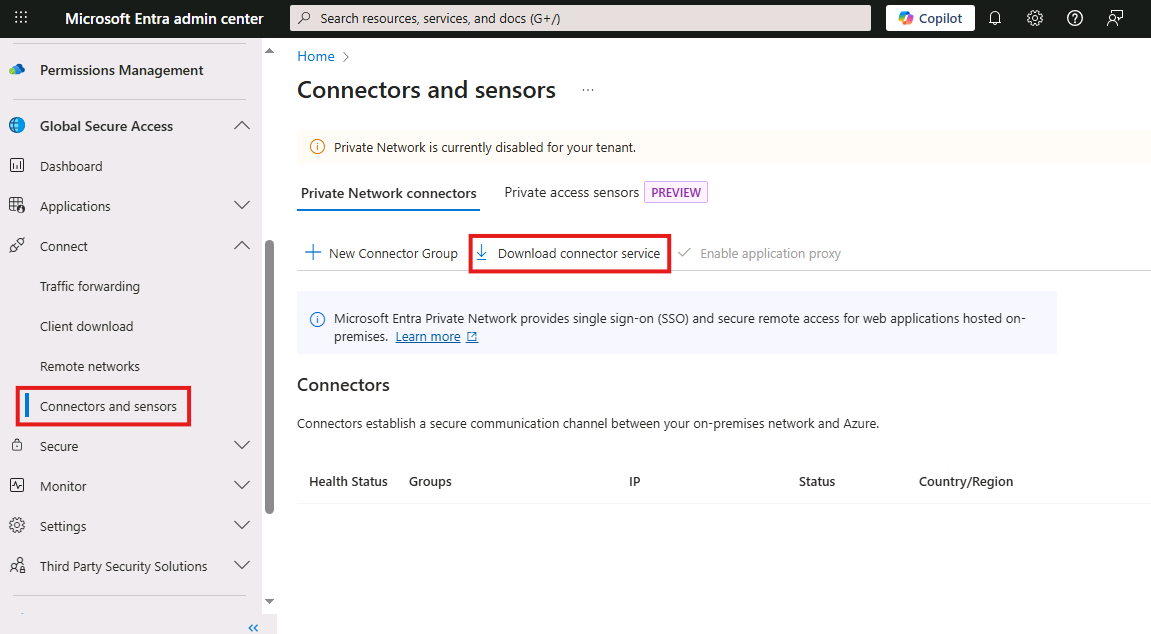 Microsoft Entra admin center
Search resources, services, and docs (G+/)
Copilot
Permissions Management
Global Secure Access
Dashboard
Applications
Connect
Traffic forwarding
Client download
Remote networks
Connectors and sensors
Secure
Monitor
Settings
Third Party Security Solutions
Home
Connectors and sensors
Private Network is currently disabled for your tenant.
Private Network connectors
Private access sensors PREVIEW
New Connector Group
Download connector service
Enable application proxy
Microsoft Entra Private Network provides single sign-on (SSO) and secure remote access for web applications hosted on-
premises. Learn more
Connectors
Connectors establish a secure communication channel between your on-premises network and Azure.
Health Status Groups IP Status Country/Region